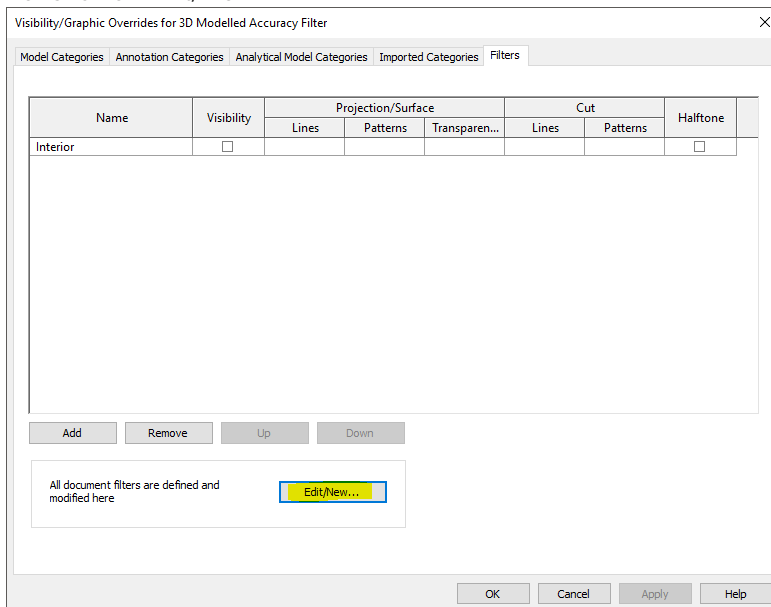 Visibility/Graphic Overrides for 3D Modelled Accuracy Filter
Model Categories Annotation Categories Analytical Model Categories Imported Categories Filters
Name Visibility Projection/Surface Cut Halftone
Lines Patterns Transparen... Lines Patterns
Interior
Add Remove Up Down
All document filters are defined and
modified here
Edit/New...
OK Cancel Apply Help